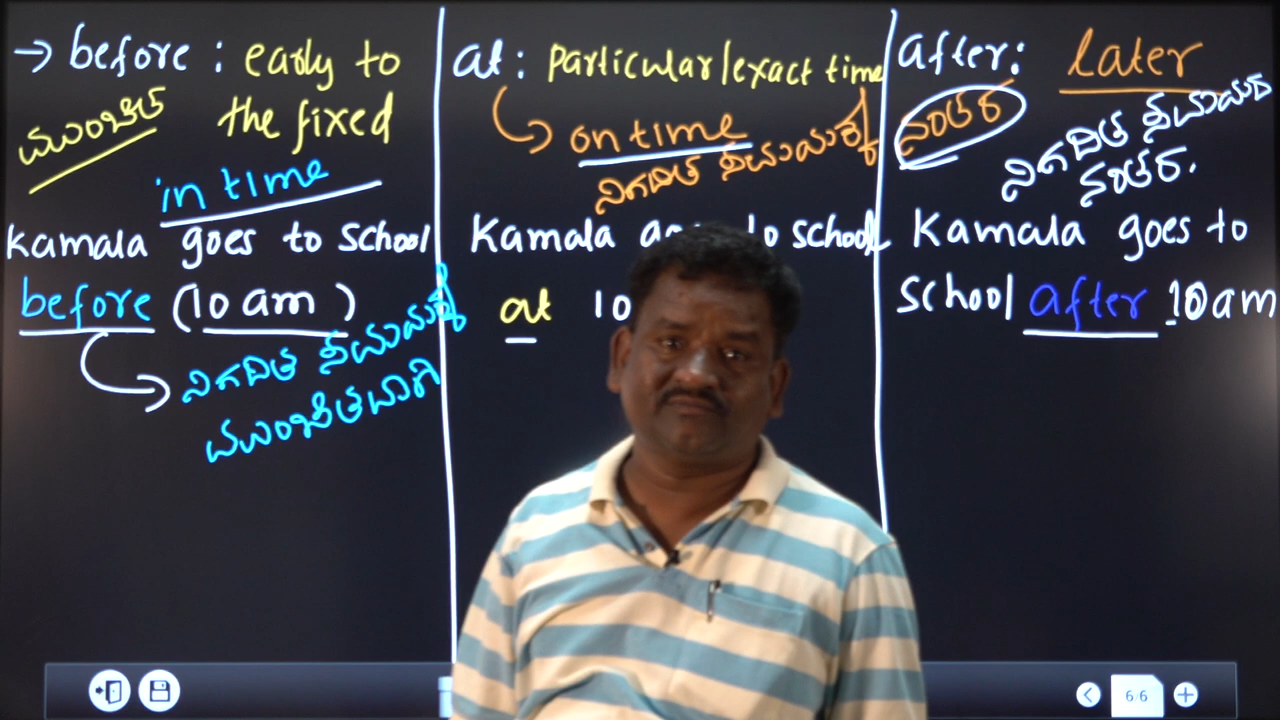 → before : early to
the fixed
ಮುಂಚಿತ
in time
Kamala goes to school
before (10 am)
ನಿಗದಿತ ಸಮಯಕ್ಕೆ
ಮುಂಚಿತವಾಗಿ
at : particular/exact time
on time
ನಿಗದಿತ ಸಮಯಕ್ಕೆ
Kamala to school
at 10
after : later
ನಂತರ
ನಿಗದಿತ ಸಮಯದ
ನಂತರ.
Kamala goes to
school after 10am
6/6